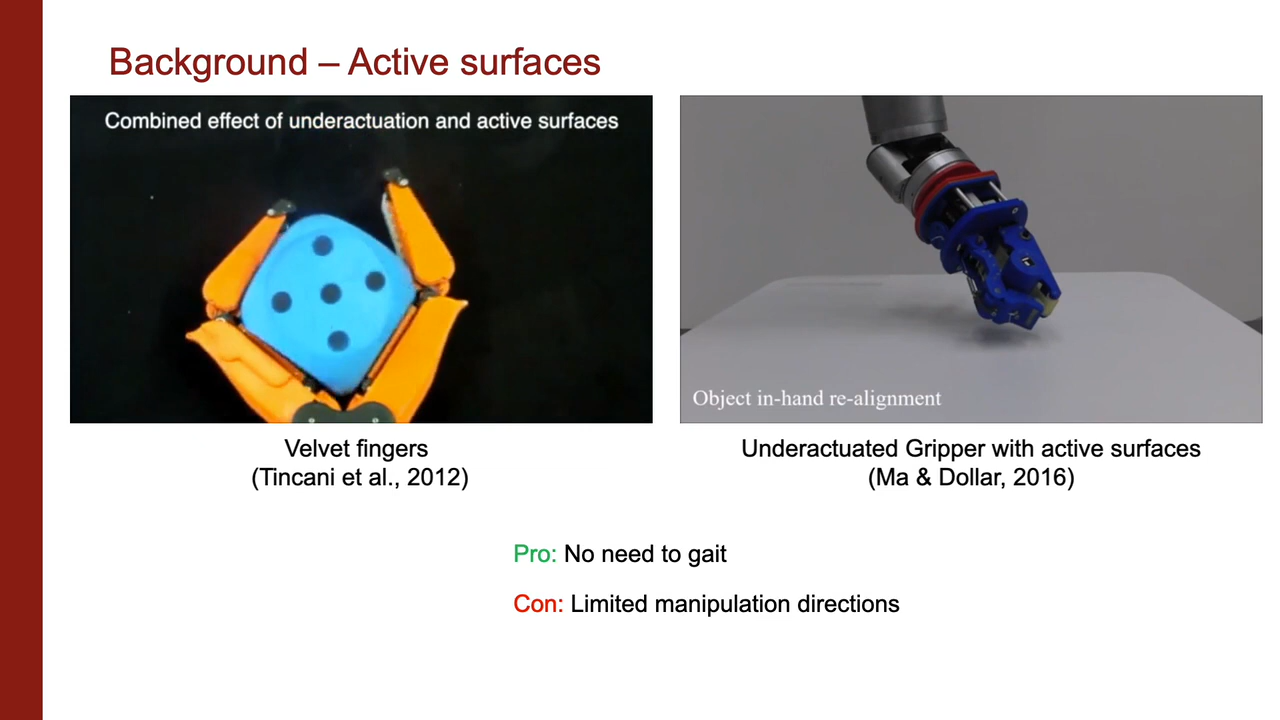 Background – Active surfaces
Combined effect of underactuation and active surfaces
Object in-hand re-alignment
Velvet fingers
(Tincani et al., 2012)
Underactuated Gripper with active surfaces
(Ma & Dollar, 2016)
Pro: No need to gait
Con: Limited manipulation directions